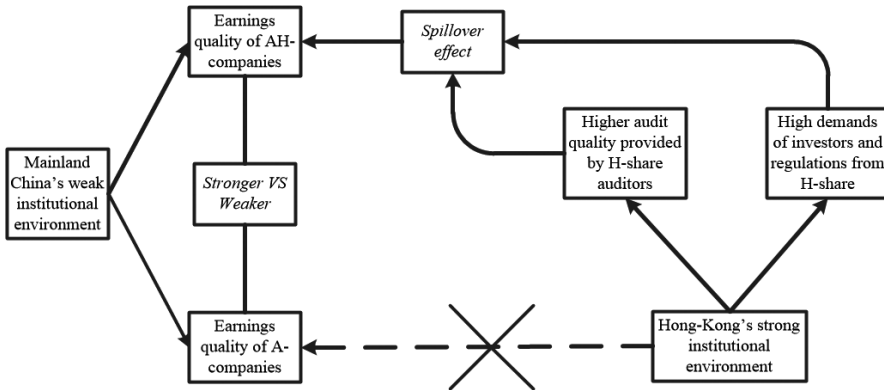 Earnings
quality of AH-
companies
Spillover
effect
Higher audit
quality provided
by H-share
auditors
High demands
of investors and
regulations from
H-share
Mainland
China's weak
institutional
environment
Stronger VS
Weaker
Earnings
quality of A-
companies
Hong-Kong's strong
institutional
environment